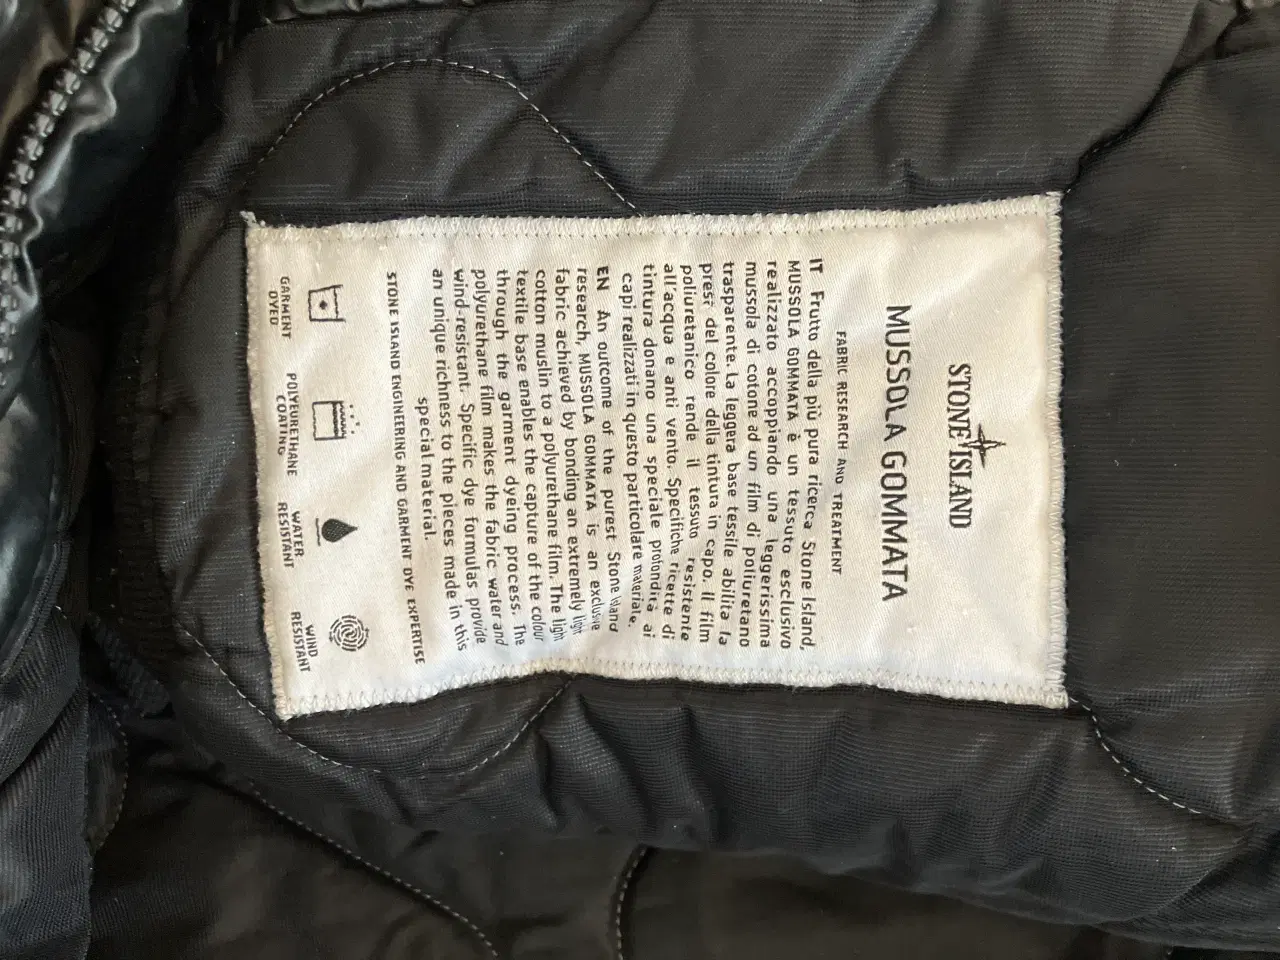 STONE ISLAND
MUSSOLA GOMMATA
FABRIC RESEARCH AND TREATMENT
IT Frutto della più pura ricerca Stone Island,
MUSSOLA GOMMATA è un tessuto esclusivo
realizzato accoppiando una leggerissima
mussola di cotone ad un film di poliuretano
trasparente. La leggera base tessile abilita la
presa del colore della tintura in capo. Il film
poliuretanico rende il tessuto resistente
all'acqua e anti vento. Specifiche ricette di
tintura donano una speciale profondità ai
capi realizzati in questo particolare materiale.
EN An outcome of the purest Stone Island
research, MUSSOLA GOMMATA is an exclusive
fabric achieved by bonding an extremely light
cotton muslin to a polyurethane film. The light
textile base enables the capture of the colour
through the garment dyeing process. The
polyurethane film makes the fabric water and
wind-resistant. Specific dye formulas provide
an unique richness to the pieces made in this
special material.
STONE ISLAND ENGINEERING AND GARMENT DYE EXPERTISE
GARMENT
DYED
POLYURETHANE
COATING
WATER
RESISTANT
WIND
RESISTANT